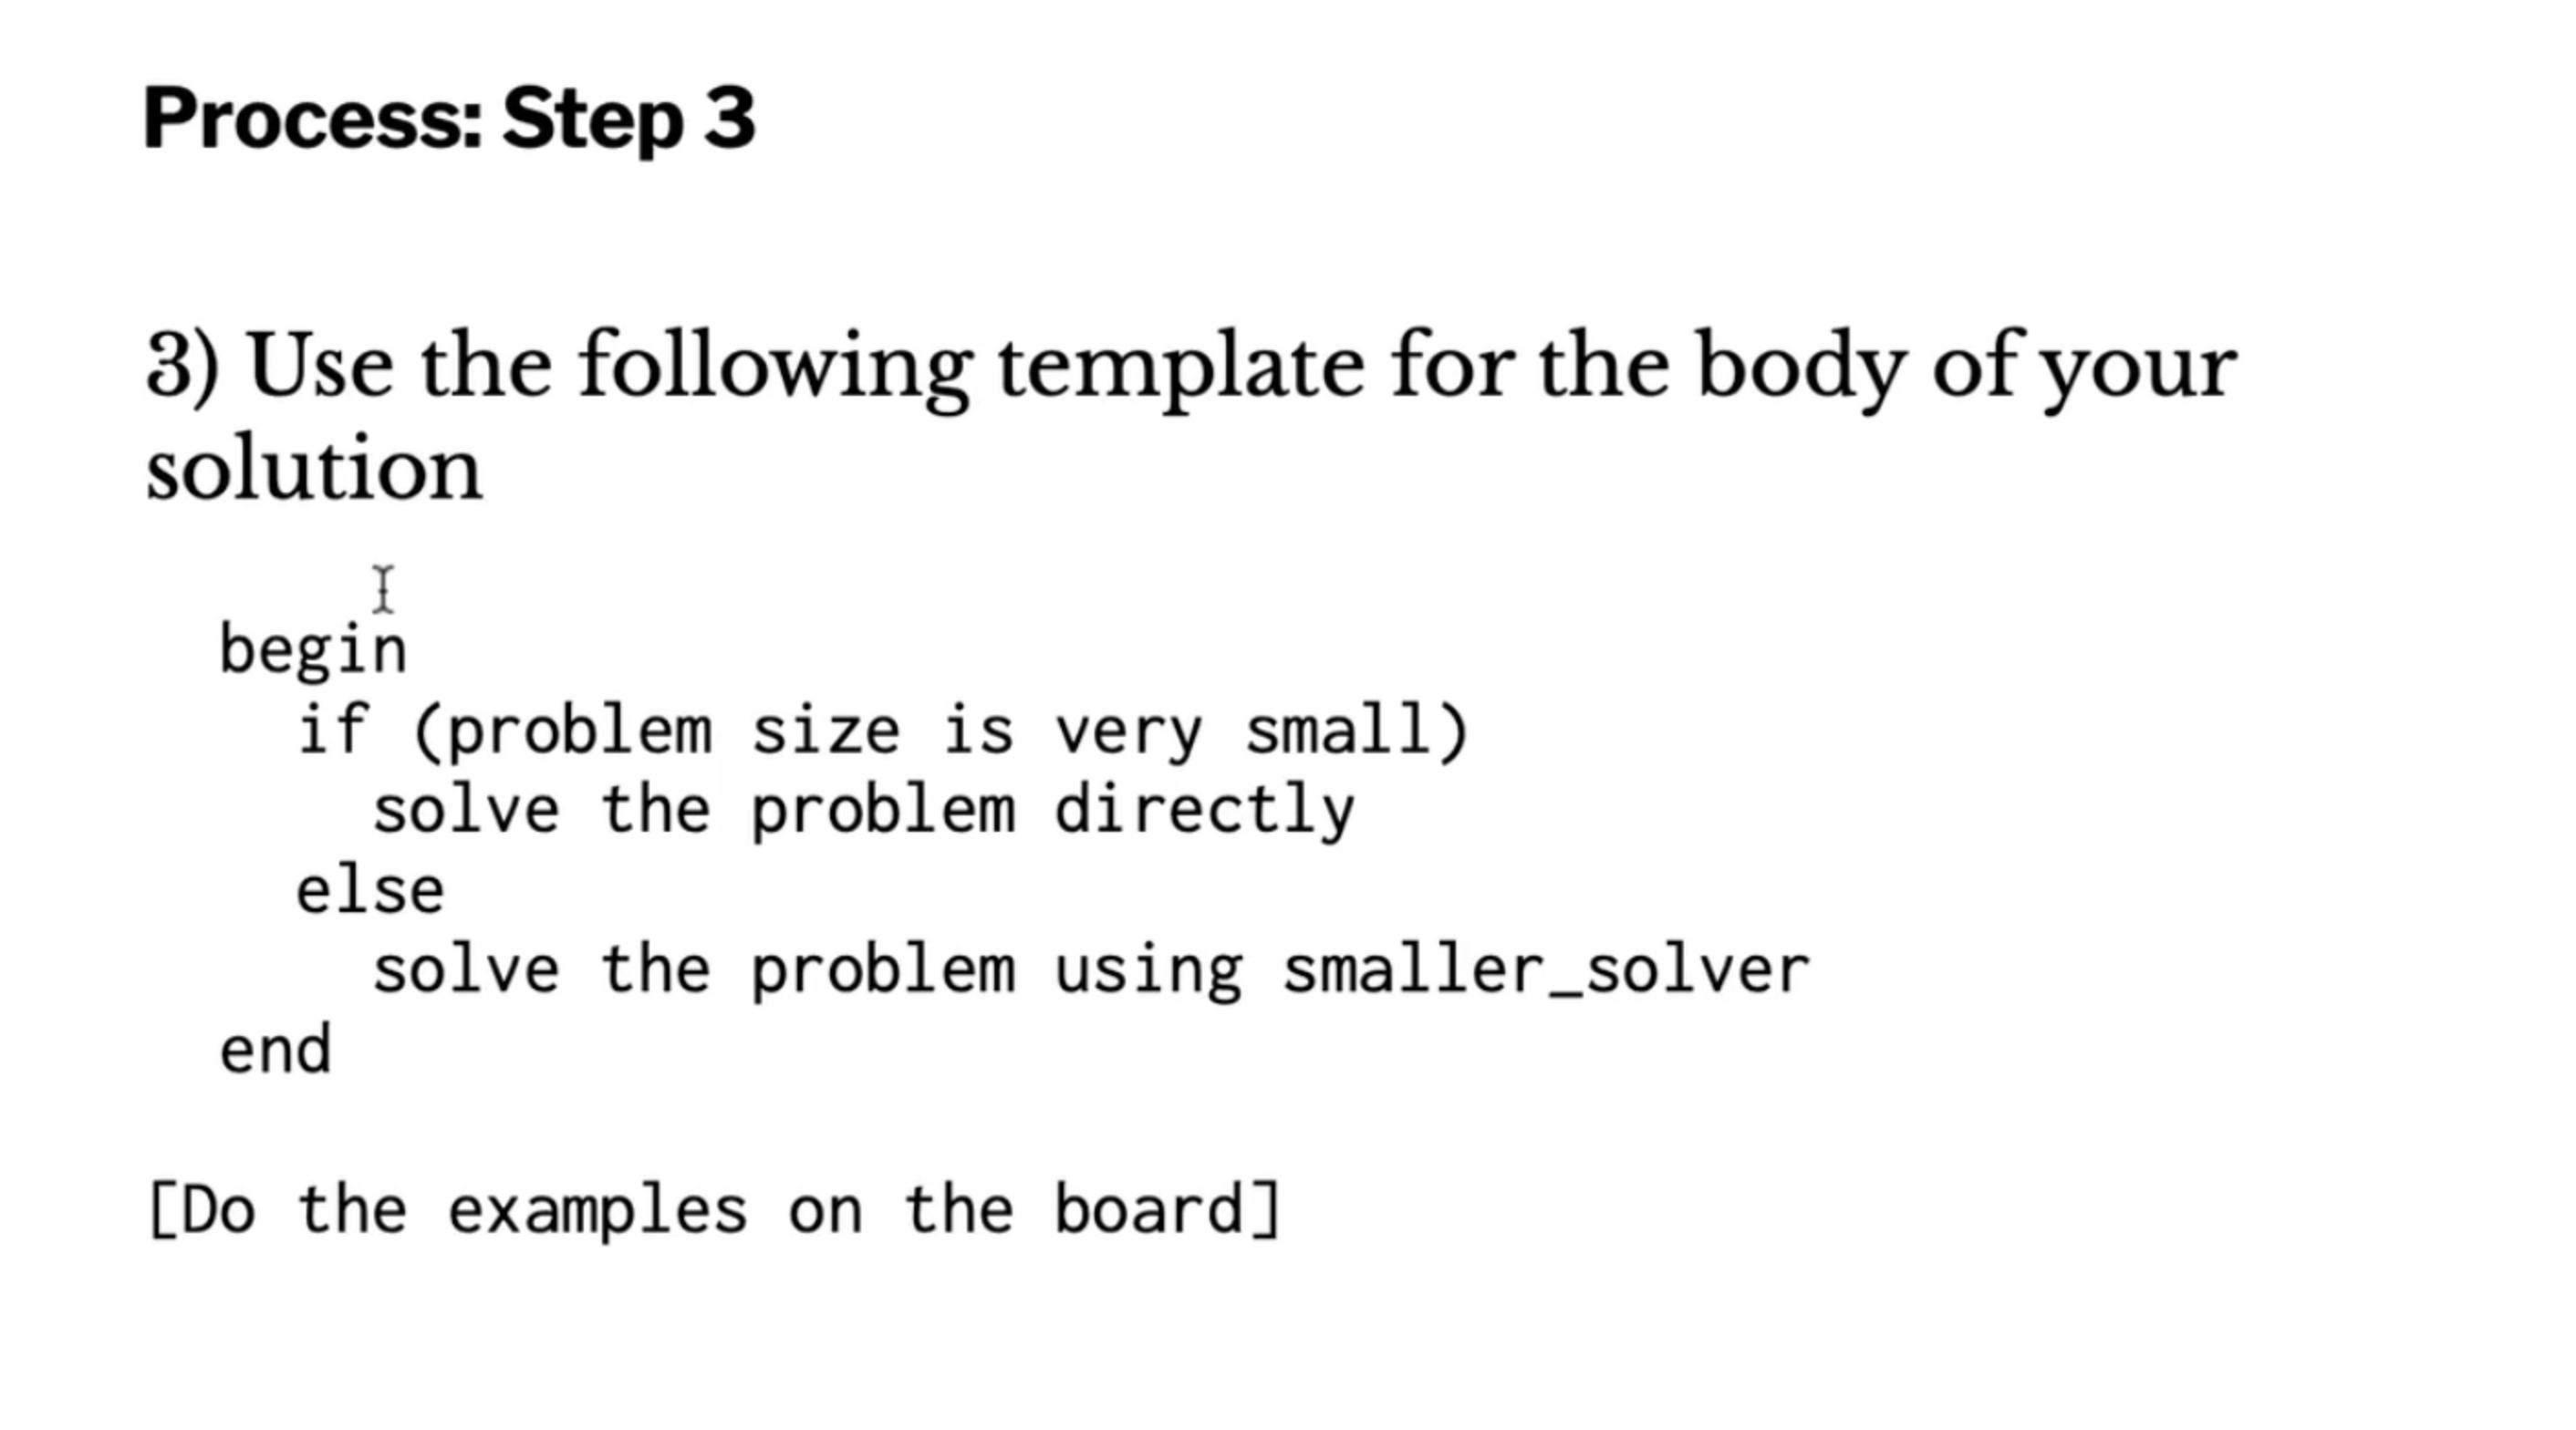 Process: Step 3
3) Use the following template for the body of your
solution
begin
if (problem size is very small)
solve the problem directly
else
solve the problem using smaller_solver
end
[Do the examples on the board]